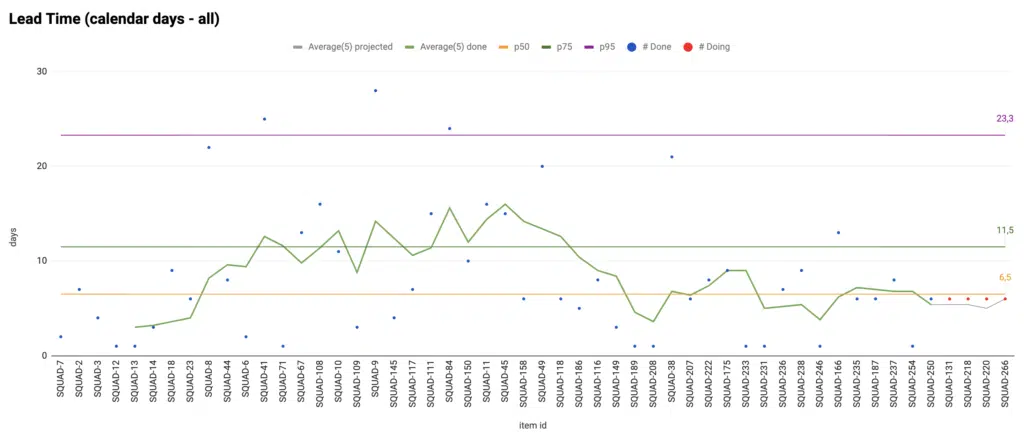 Lead Time (calendar days - all)
Average(5) projected
Average(5) done
p50
p75
p95
# Done
# Doing
30
23,3
20
days
11,5
10
6,5
0
SQUAD-7
SQUAD-2
SQUAD-3
SQUAD-12
SQUAD-13
SQUAD-14
SQUAD-18
SQUAD-23
SQUAD-8
SQUAD-44
SQUAD-6
SQUAD-41
SQUAD-71
SQUAD-67
SQUAD-108
SQUAD-10
SQUAD-109
SQUAD-9
SQUAD-145
SQUAD-117
SQUAD-111
SQUAD-84
SQUAD-150
SQUAD-11
SQUAD-45
SQUAD-158
SQUAD-49
SQUAD-118
SQUAD-186
SQUAD-116
SQUAD-149
SQUAD-189
SQUAD-208
SQUAD-38
SQUAD-207
SQUAD-222
SQUAD-175
SQUAD-233
SQUAD-231
SQUAD-236
SQUAD-238
SQUAD-246
SQUAD-166
SQUAD-235
SQUAD-187
SQUAD-237
SQUAD-254
SQUAD-250
SQUAD-131
SQUAD-218
SQUAD-220
SQUAD-266
item id